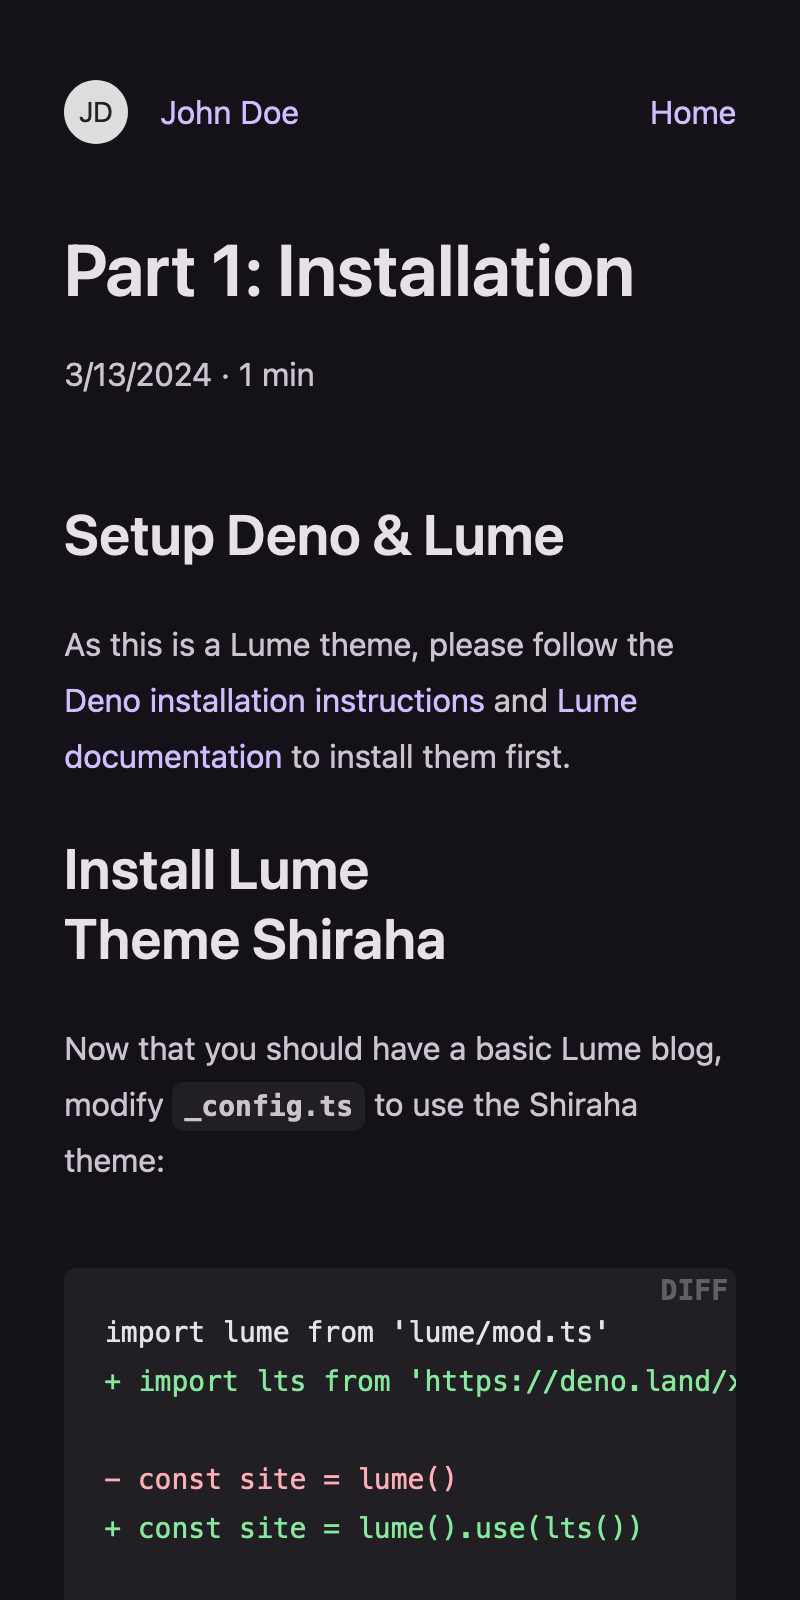 JD John Doe Home
Part 1: Installation
3/13/2024 · 1 min
Setup Deno & Lume
As this is a Lume theme, please follow the
Deno installation instructions and Lume
documentation to install them first.
Install Lume
Theme Shiraha
Now that you should have a basic Lume blog,
modify _config.ts to use the Shiraha
theme:
DIFF
import lume from 'lume/mod.ts'
+ import lts from 'https://deno.land/x
- const site = lume()
+ const site = lume().use(lts())